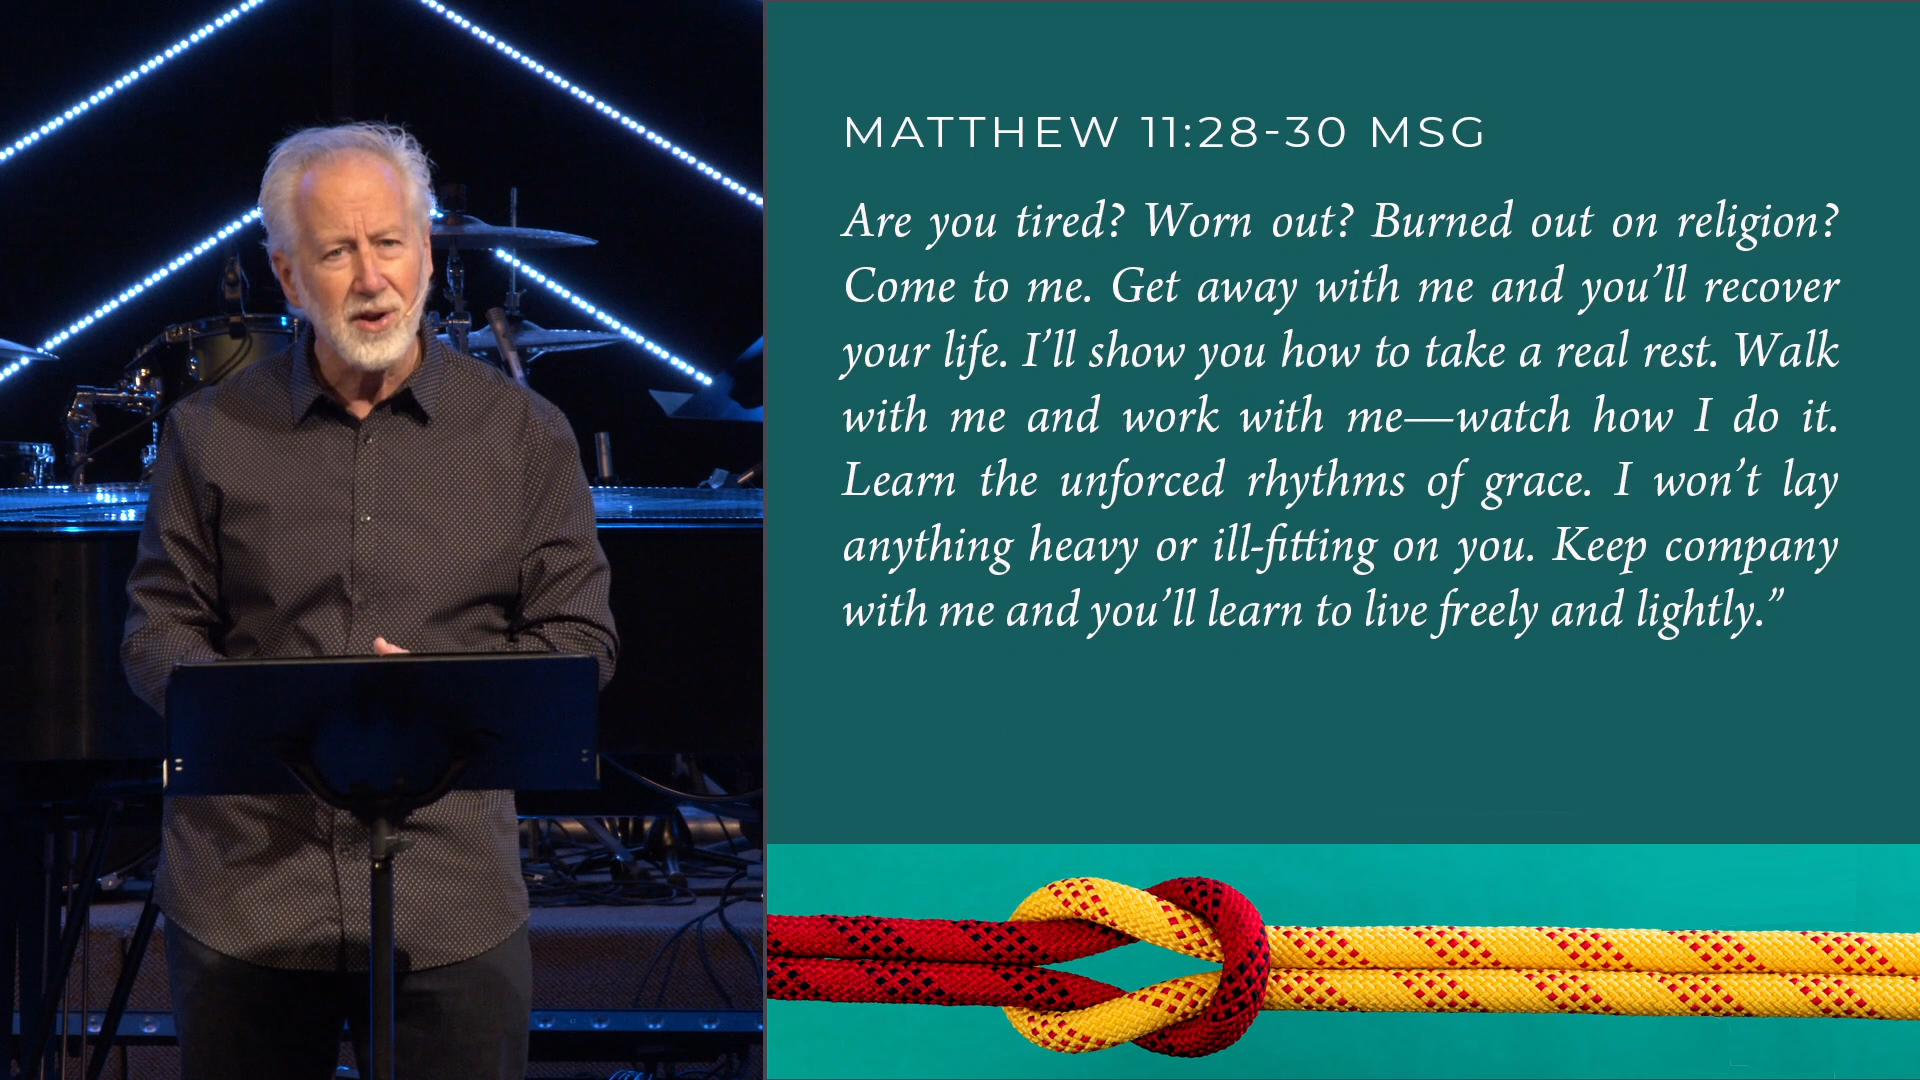 MATTHEW 11:28-30 MSG
Are you tired? Worn out? Burned out on religion?
Come to me. Get away with me and you’ll recover
your life. I’ll show you how to take a real rest. Walk
with me and work with me—watch how I do it.
Learn the unforced rhythms of grace. I won’t lay
anything heavy or ill-fitting on you. Keep company
with me and you’ll learn to live freely and lightly.”